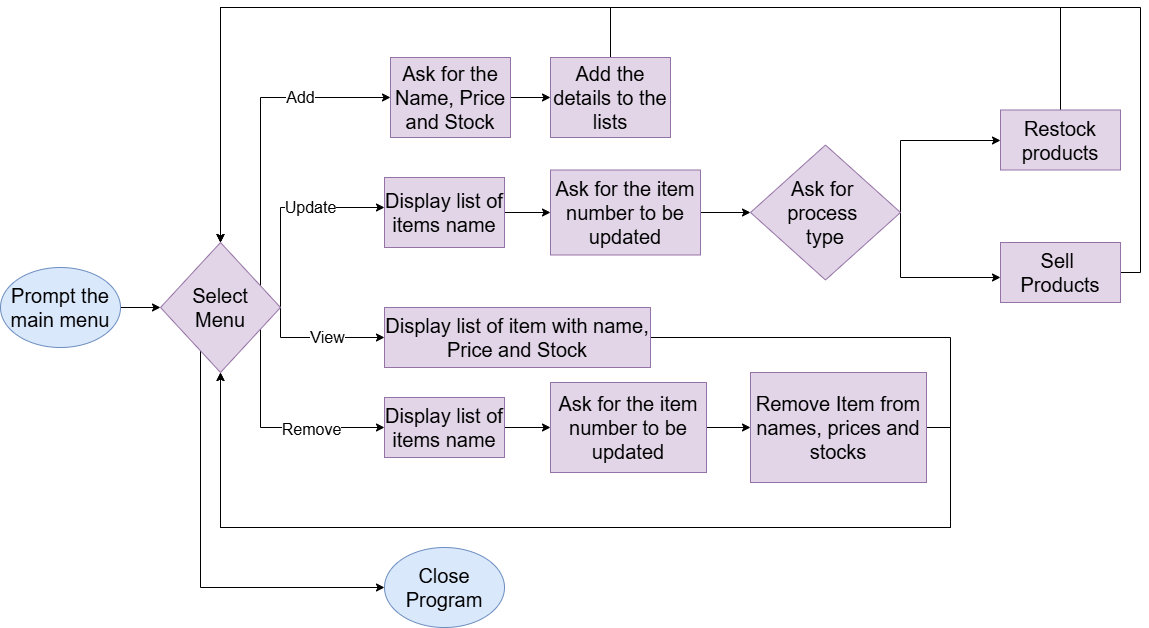 Prompt the
main menu
Select
Menu
Add
Ask for the
Name, Price
and Stock
Add the
details to the
lists
Update
Display list of
items name
Ask for the item
number to be
updated
Ask for
process
type
Restock
products
Sell
Products
View
Display list of item with name,
Price and Stock
Remove
Display list of
items name
Ask for the item
number to be
updated
Remove Item from
names, prices and
stocks
Close
Program